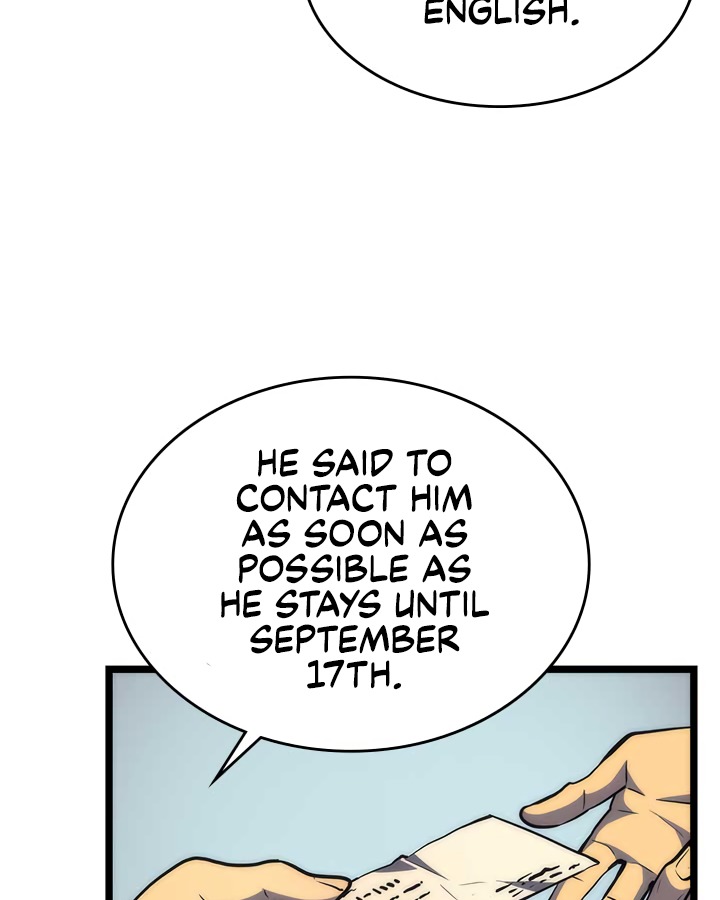 ENGLISH.
HE SAID TO
CONTACT HIM
AS SOON AS
POSSIBLE AS
HE STAYS UNTIL
SEPTEMBER
17TH.